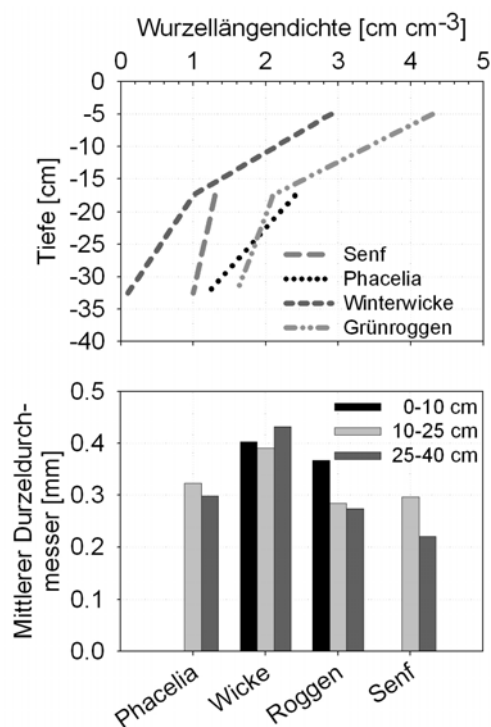 Wurzellängendichte [cm cm-3]
0 1 2 3 4 5
0
-5
-10
-15
-20
-25
-30
-35
-40
Tiefe [cm]
Senf
Phacelia
Winterwicke
Grünroggen
0.5
0.4
0.3
0.2
0.1
0.0
Mittlerer Durzeldurch-
messer [mm]
0-10 cm
10-25 cm
25-40 cm
Phacelia
Wicke
Roggen
Senf